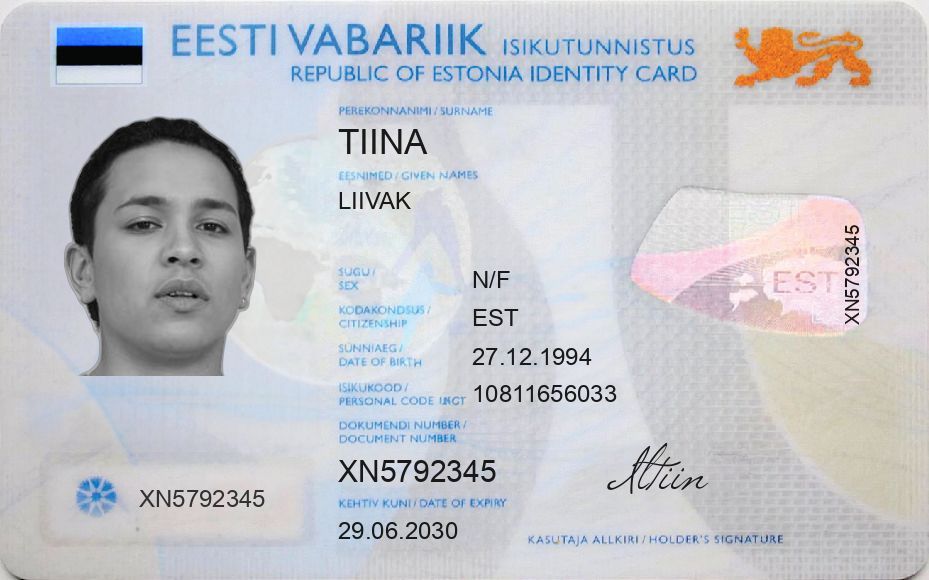 EESTI VABARIIK ISIKUTUNNISTUS
REPUBLIC OF ESTONIA IDENTITY CARD
PEREKONNANIMI / SURNAME
TIINA
EESNIMED / GIVEN NAMES
LIIVAK
SUGU /
SEX
N/F
KODAKONDSUS /
CITIZENSHIP
EST
SÜNNIAEG /
DATE OF BIRTH
27.12.1994
ISIKUKOOD /
PERSONAL CODE
10811656033
DOKUMENDI NUMBER /
DOCUMENT NUMBER
XN5792345
KEHTIV KUNI / DATE OF EXPIRY
29.06.2030
XN5792345
EST
XN5792345
KASUTAJA ALLKIRI / HOLDER'S SIGNATURE